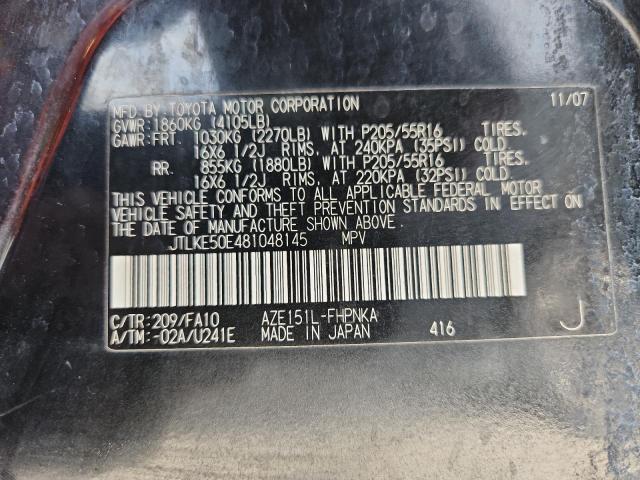 MFD BY TOYOTA MOTOR CORPORATION 11/07
GVWR: 1860KG (4105LB)
GAWR: FRT. 1030KG (2270LB) WITH P205/55R16
16X6 1/2J RIMS, AT 240KPA (35PSI) COLD.
RR. 855KG (1880LB) WITH P205/55R16
16X6 1/2J RIMS, AT 220KPA (32PSI) COLD.
THIS VEHICLE CONFORMS TO ALL APPLICABLE FEDERAL MOTOR
VEHICLE SAFETY AND THEFT PREVENTION STANDARDS IN EFFECT ON
THE DATE OF MANUFACTURE SHOWN ABOVE.
JTLKE50E481048145 MPV
C/TR: 209/FA10 AZE151L-FHPNKA
A/TM: -02A/U241E MADE IN JAPAN 416 J